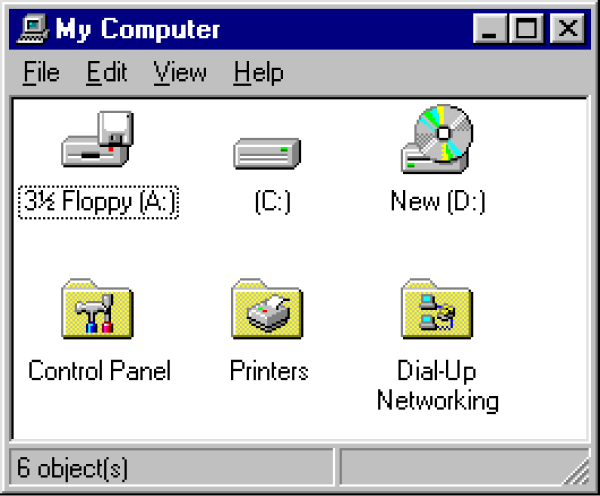 My Computer
File Edit View Help
3½ Floppy (A:) (C:) New (D:)
Control Panel Printers Dial-Up
Networking
6 object(s)